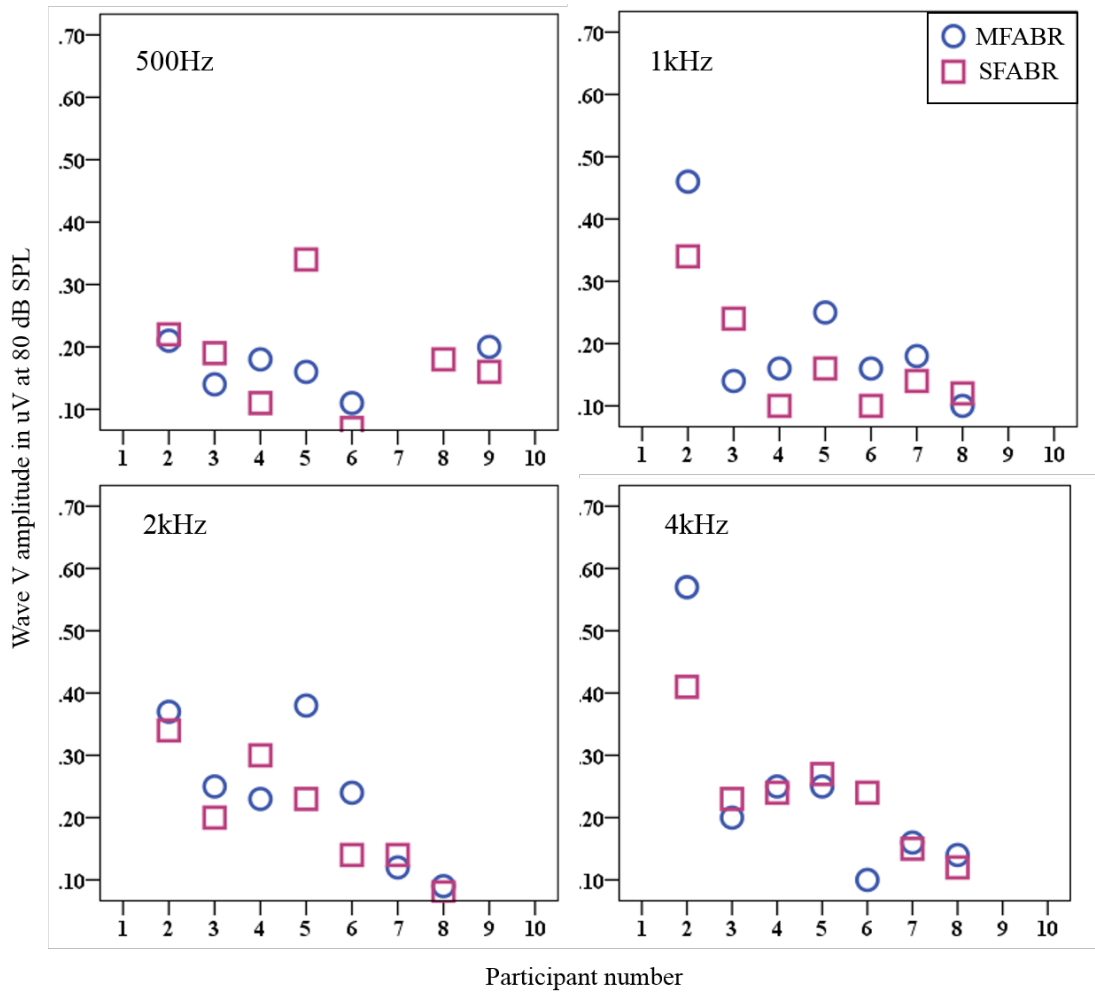 Wave V amplitude in uV at 80 dB SPL
500Hz
.70
.60
.50
.40
.30
.20
.10
1 2 3 4 5 6 7 8 9 10
1kHz
MFABR
SFABR
.70
.60
.50
.40
.30
.20
.10
1 2 3 4 5 6 7 8 9 10
2kHz
.70
.60
.50
.40
.30
.20
.10
1 2 3 4 5 6 7 8 9 10
4kHz
.70
.60
.50
.40
.30
.20
.10
1 2 3 4 5 6 7 8 9 10
Participant number